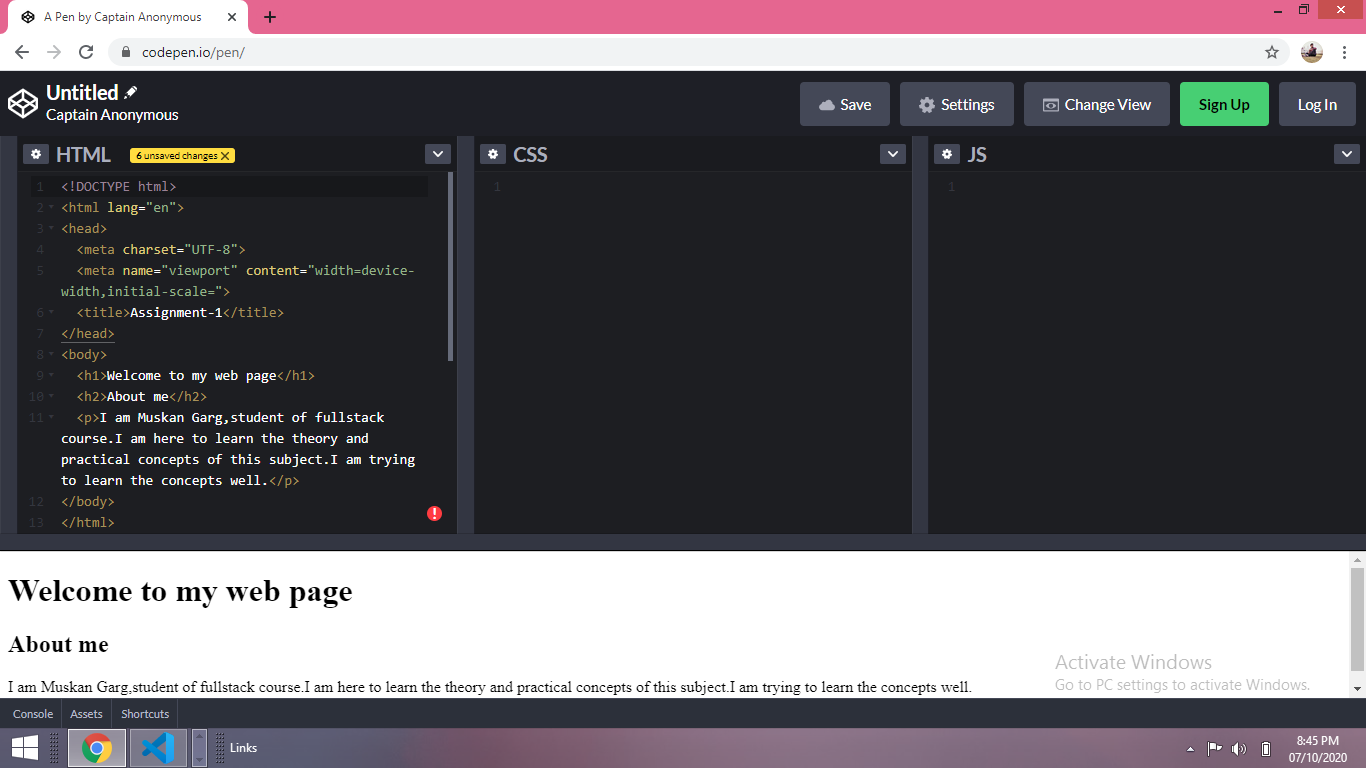 A Pen by Captain Anonymous
codepen.io/pen/
Untitled
Captain Anonymous
Save
Settings
Change View
Sign Up
Log In
HTML
6 unsaved changes
CSS
JS
1 <!DOCTYPE html>
2 <html lang="en">
3 <head>
4 <meta charset="UTF-8">
5 <meta name="viewport" content="width=device-
width,initial-scale=">
6 <title>Assignment-1</title>
7 </head>
8 <body>
9 <h1>Welcome to my web page</h1>
10 <h2>About me</h2>
11 <p>I am Muskan Garg,student of fullstack
course.I am here to learn the theory and
practical concepts of this subject.I am trying
to learn the concepts well.</p>
12 </body>
13 </html>
1
1
Welcome to my web page
About me
I am Muskan Garg,student of fullstack course.I am here to learn the theory and practical concepts of this subject.I am trying to learn the concepts well.
Activate Windows
Go to PC settings to activate Windows.
Console
Assets
Shortcuts
Links
8:45 PM
07/10/2020